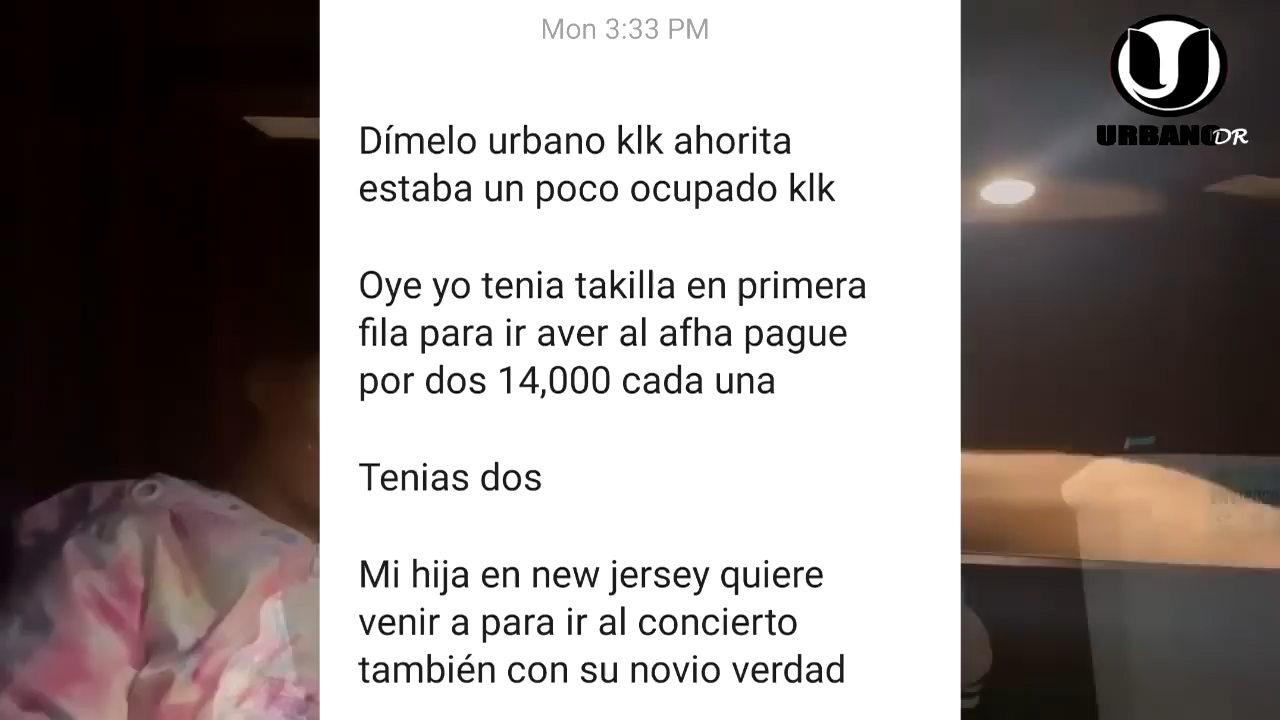 Mon 3:33 PM
URBANO DR
Dímelo urbano klk ahorita
estaba un poco ocupado klk
Oye yo tenia takilla en primera
fila para ir aver al afha pague
por dos 14,000 cada una
Tenias dos
Mi hija en new jersey quiere
venir a para ir al concierto
también con su novio verdad